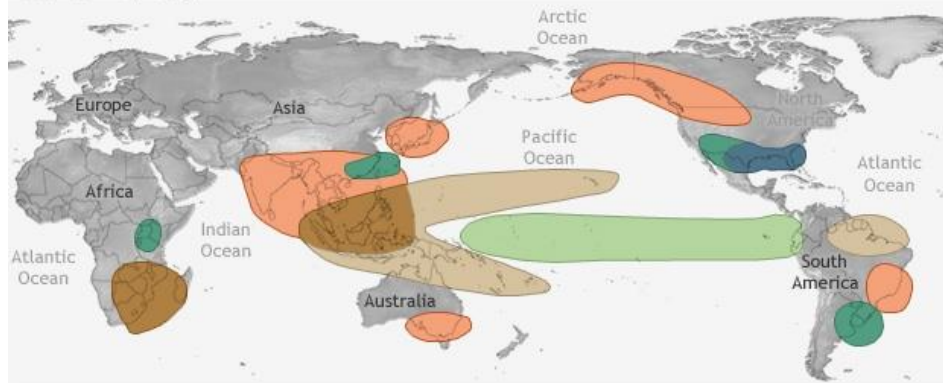 Arctic
Ocean
Europe
Asia
North
America
Pacific
Ocean
Atlantic
Ocean
Africa
Indian
Ocean
Atlantic
Ocean
South
America
Australia